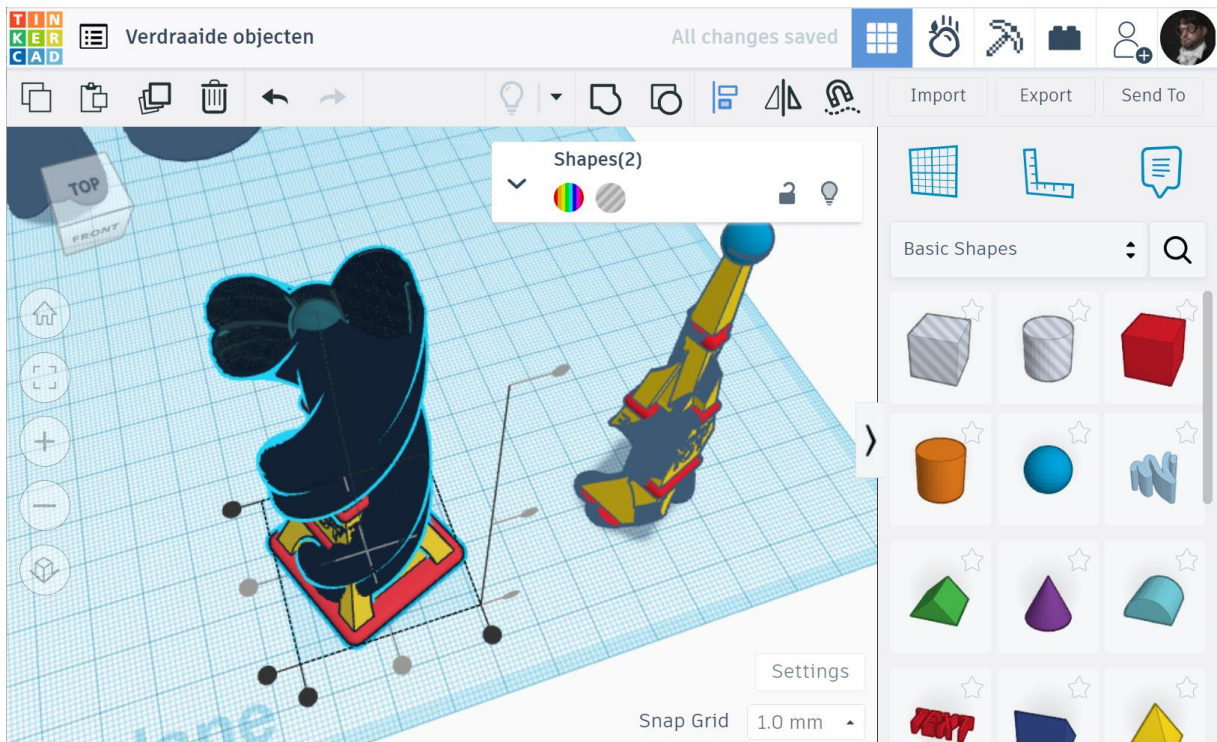 TIN
KER
CAD
Verdraaide objecten
All changes saved
Import
Export
Send To
Shapes(2)
TOP
FRONT
Basic Shapes
TEXT
Settings
Snap Grid
1.0 mm